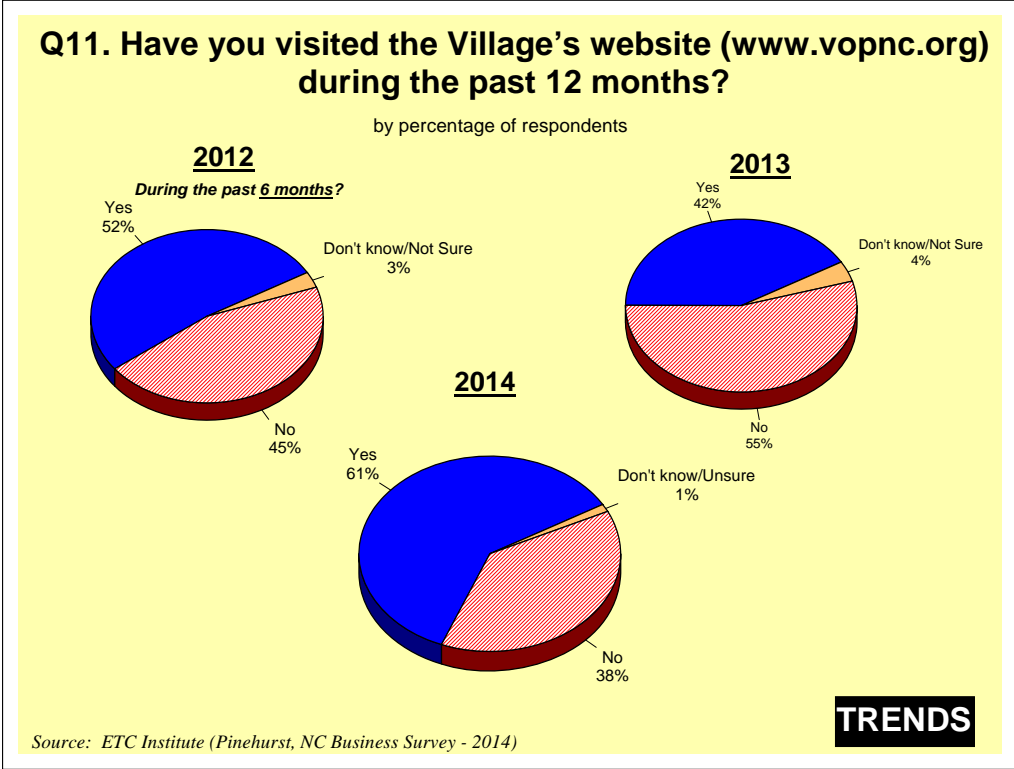 Q11. Have you visited the Village's website (www.vopnc.org)
during the past 12 months?
by percentage of respondents
2012
During the past 6 months?
Yes
52%
Don't know/Not Sure
3%
No
45%
2013
Yes
42%
Don't know/Not Sure
4%
No
55%
2014
Yes
61%
Don't know/Unsure
1%
No
38%
TRENDS
Source: ETC Institute (Pinehurst, NC Business Survey - 2014)